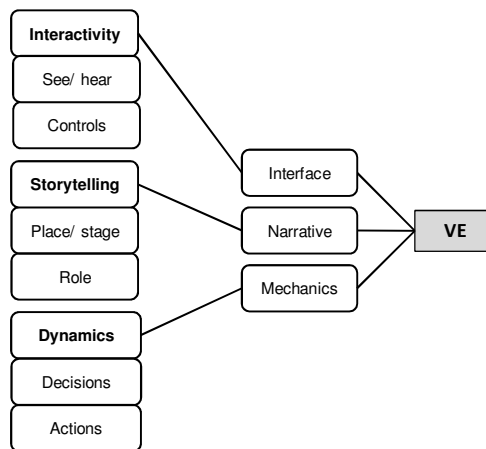 Interactivity
See/ hear
Controls
Storytelling
Place/ stage
Role
Dynamics
Decisions
Actions
Interface
Narrative
Mechanics
VE